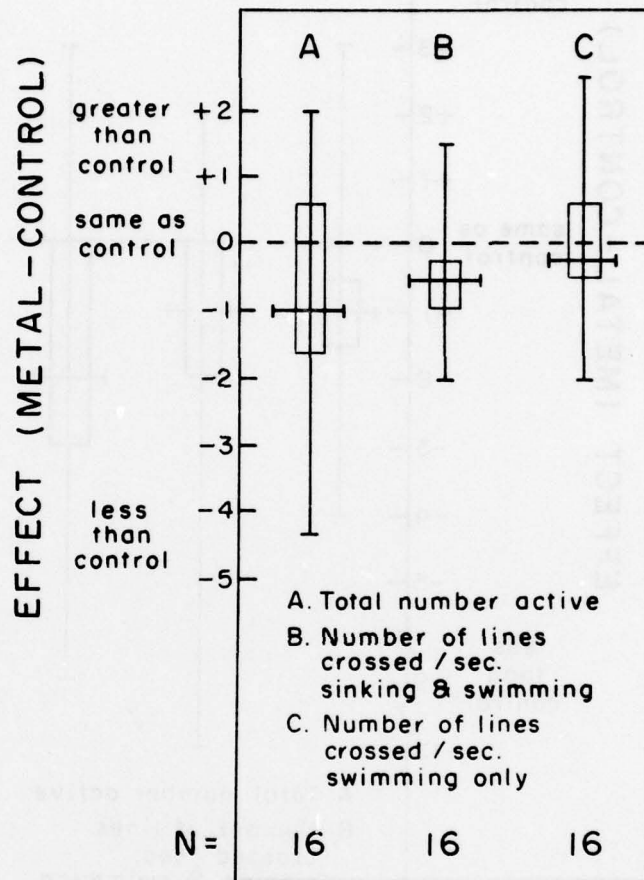 A B C
EFFECT (METAL-CONTROL)
greater
than
control
same as
control
less
than
control
+2
+1
0
-1
-2
-3
-4
-5
A. Total number active
B. Number of lines
crossed / sec.
sinking & swimming
C. Number of lines
crossed / sec.
swimming only
N = 16 16 16